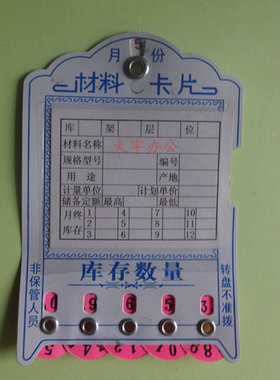 5
月 份
材料 卡片
库 架 层 位
材料名称 大宇办公
规格型号 编号
用途 产地
计量单位 计划单价
储备定额 最高 最低
月终库存 1 4 7 10
2 5 8 11
3 6 9 12
库存数量
非保管人员
转盘不准拨
0 9 6 5 3